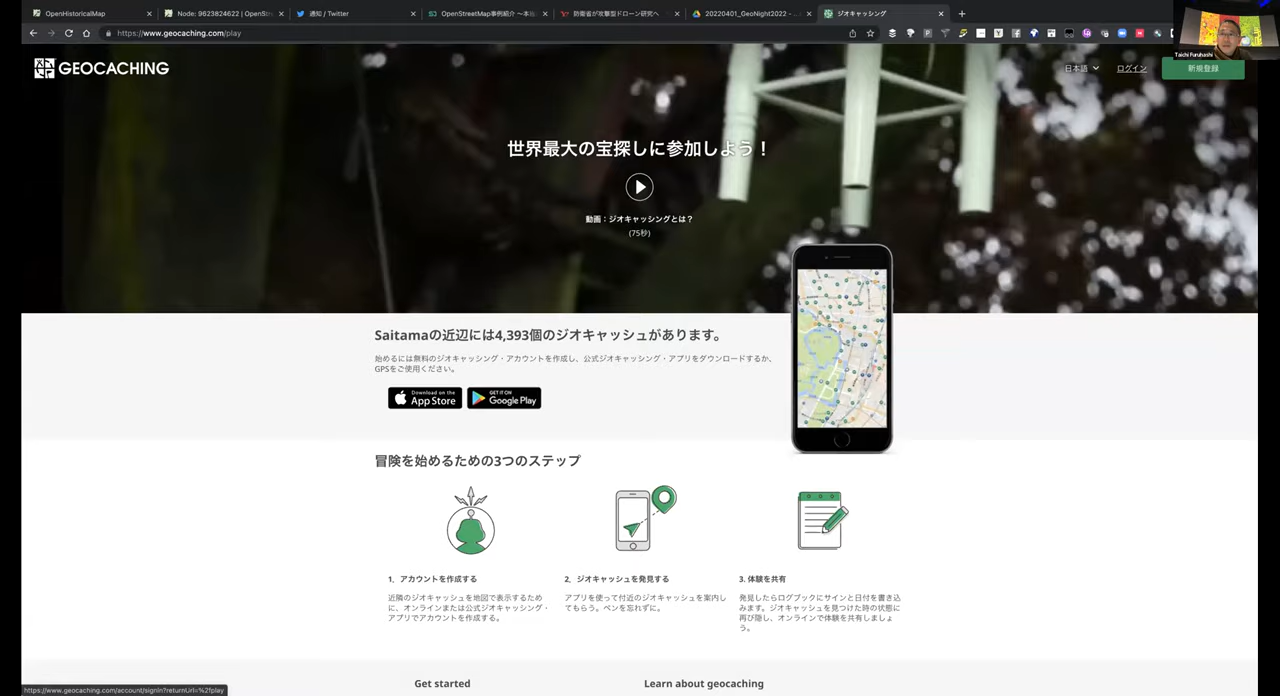 OpenHistoricalMap
Node: 9623824622 | OpenStr
通知 / Twitter
OpenStreetMap事例紹介 〜本
防衛省が攻撃型ドローン研究へ
20220401_GeoNight2022 - ...
ジオキャッシング
https://www.geocaching.com/play
Taichi Furuhashi
GEOCACHING
日本語
ログイン
新規登録
世界最大の宝探しに参加しよう！
動画：ジオキャッシングとは？
(75秒)
Saitamaの近辺には4,393個のジオキャッシュがあります。
始めるには無料のジオキャッシング・アカウントを作成し、公式ジオキャッシング・アプリをダウンロードするか、
GPSをご使用ください。
Download on the
App Store
GET IT ON
Google Play
冒険を始めるための3つのステップ
1、アカウントを作成する
近隣のジオキャッシュを地図で表示するため
に、オンラインまたは公式ジオキャッシング・
アプリでアカウントを作成する。
2、ジオキャッシュを発見する
アプリを使って付近のジオキャッシュを案内し
てもらう。ペンを忘れずに。
3. 体験を共有
発見したらログブックにサインと日付を書き込
みます。ジオキャッシュを見つけた時の状態に
再び隠し、オンラインで体験を共有しましょ
う。
Get started
Learn about geocaching
https://www.geocaching.com/account/signin?returnUrl=%2fplay